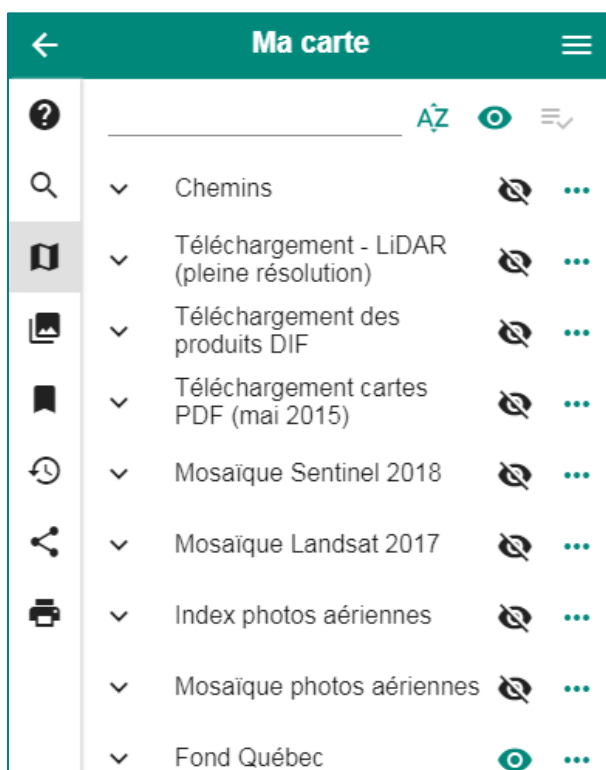 Ma carte
AZ
Chemins
Téléchargement - LiDAR
(pleine résolution)
Téléchargement des
produits DIF
Téléchargement cartes
PDF (mai 2015)
Mosaïque Sentinel 2018
Mosaïque Landsat 2017
Index photos aériennes
Mosaïque photos aériennes
Fond Québec